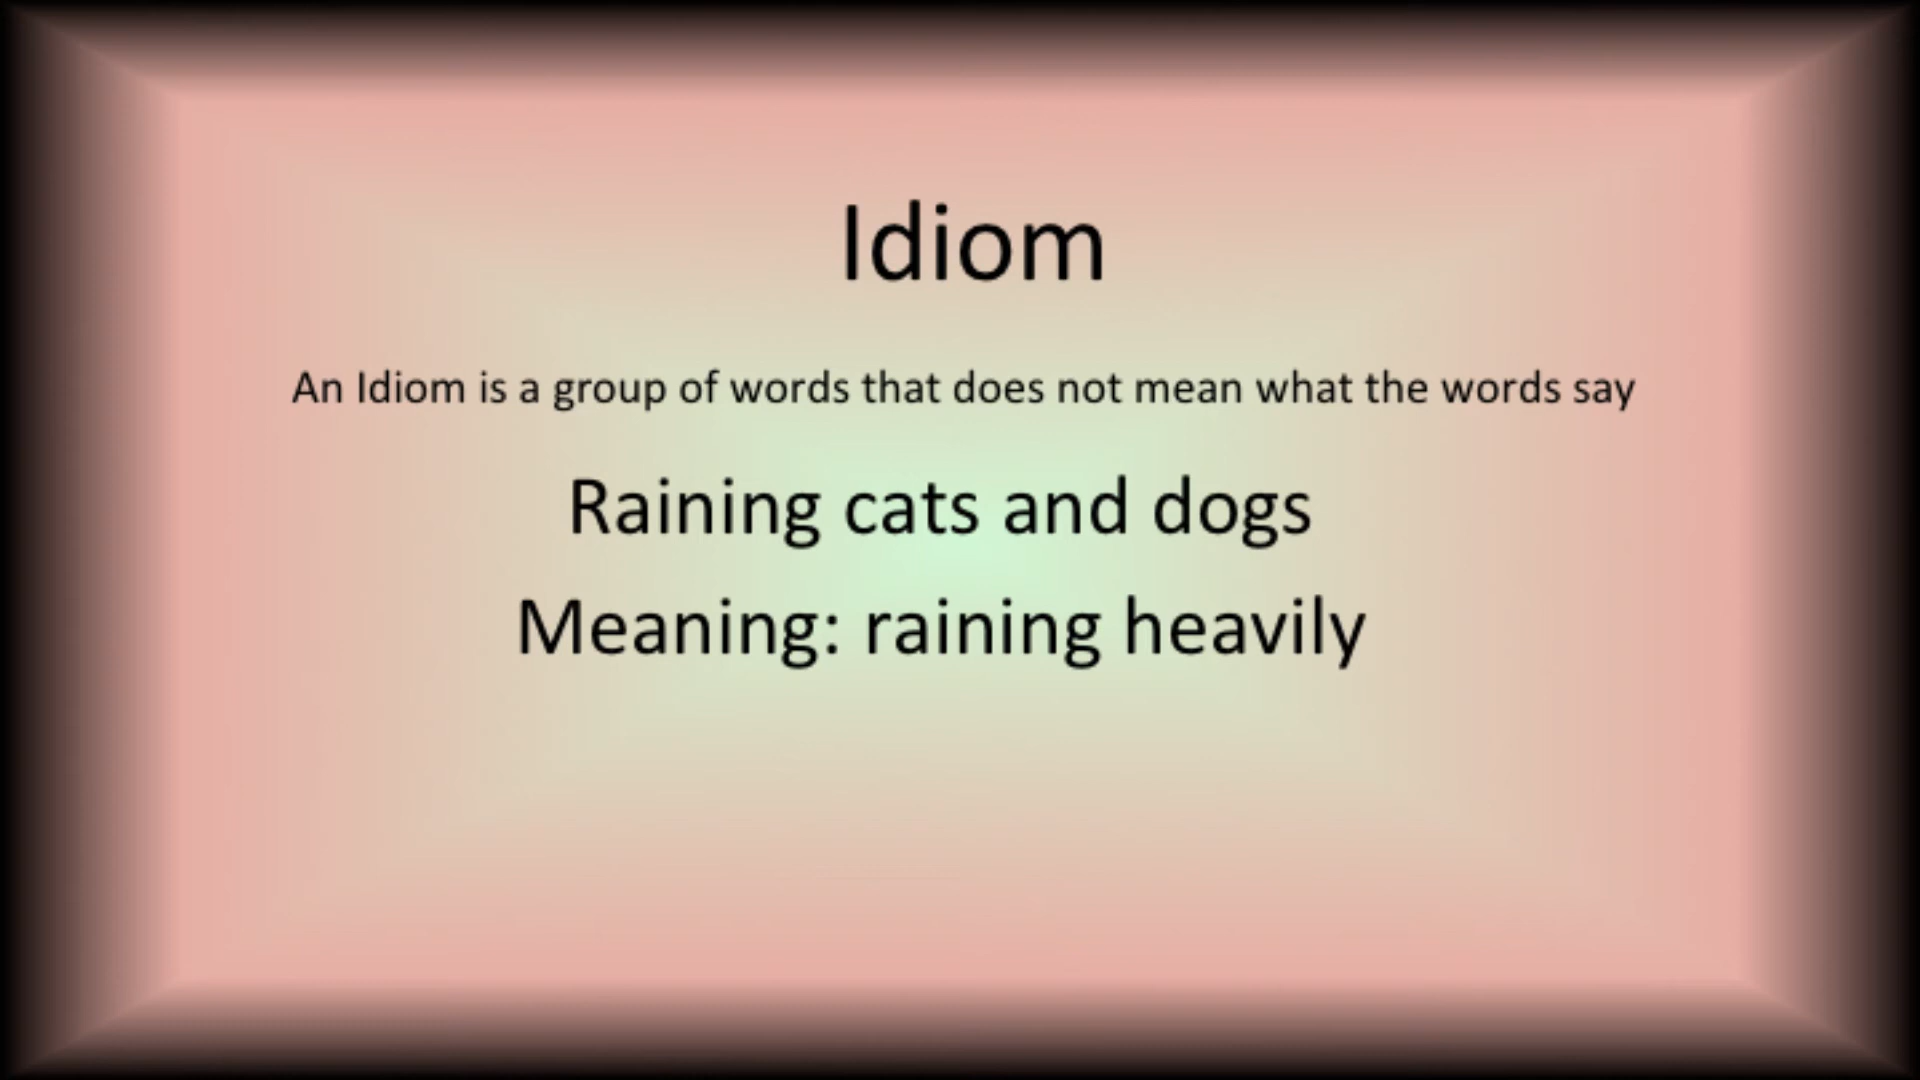 Idiom
An Idiom is a group of words that does not mean what the words say
Raining cats and dogs
Meaning: raining heavily